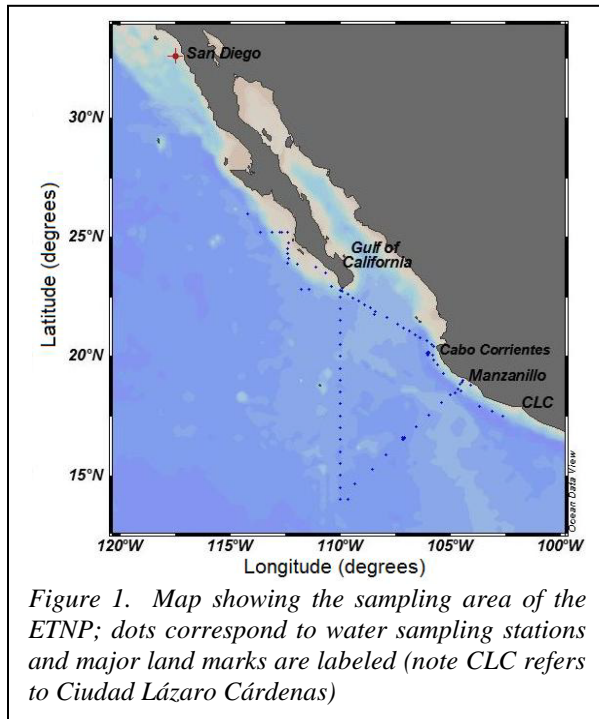 San Diego
30°N
25°N
Gulf of
California
Latitude (degrees)
20°N
Cabo Corrientes
Manzanillo
CLC
15°N
Ocean Data View
120°W
115°W
110°W
105°W
100°W
Longitude (degrees)
Figure 1. Map showing the sampling area of the
ETNP; dots correspond to water sampling stations
and major land marks are labeled (note CLC refers
to Ciudad Lázaro Cárdenas)